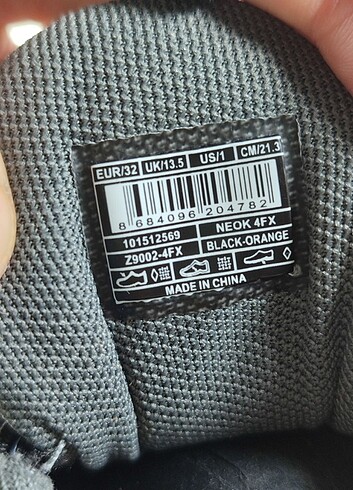 EUR/32 UK/13.5 US/1 CM/21.3
8 684096 204782
101512569 NEOK 4FX
Z9002-4FX BLACK-ORANGE
MADE IN CHINA